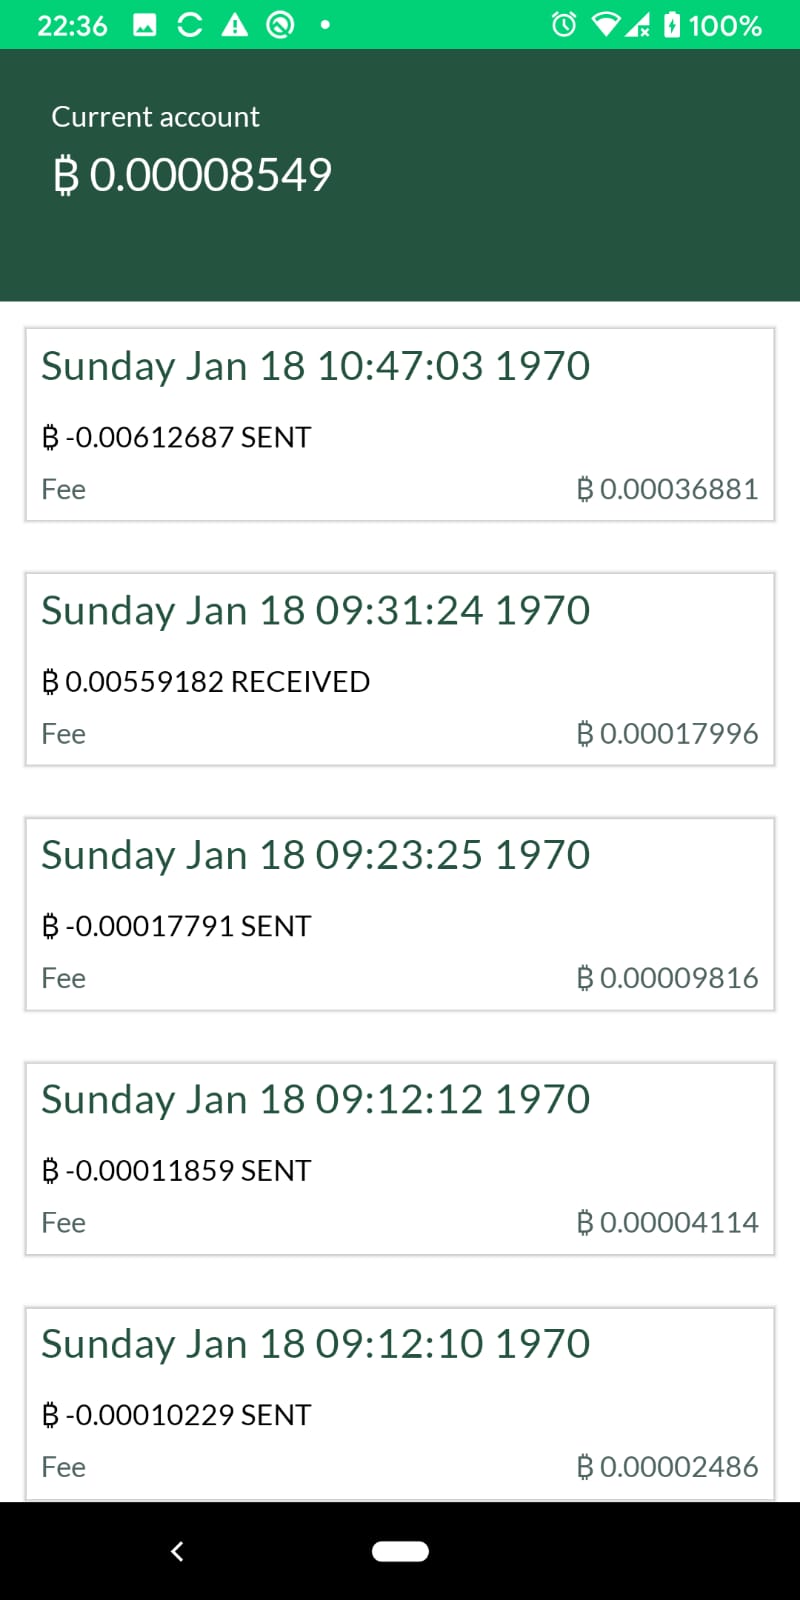 22:36 100%
Current account
₿ 0.00008549
Sunday Jan 18 10:47:03 1970
₿ -0.00612687 SENT
Fee ₿ 0.00036881
Sunday Jan 18 09:31:24 1970
₿ 0.00559182 RECEIVED
Fee ₿ 0.00017996
Sunday Jan 18 09:23:25 1970
₿ -0.00017791 SENT
Fee ₿ 0.00009816
Sunday Jan 18 09:12:12 1970
₿ -0.00011859 SENT
Fee ₿ 0.00004114
Sunday Jan 18 09:12:10 1970
₿ -0.00010229 SENT
Fee ₿ 0.00002486